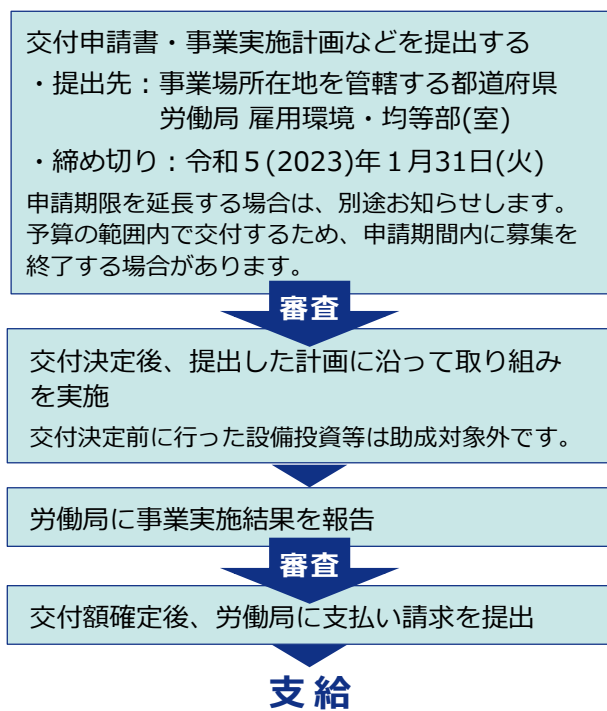 交付申請書・事業実施計画などを提出する
・提出先：事業場所在地を管轄する都道府県
労働局 雇用環境・均等部(室)
・締め切り：令和５(2023)年１月31日(火)
申請期限を延長する場合は、別途お知らせします。
予算の範囲内で交付するため、申請期間内に募集を
終了する場合があります。
審査
交付決定後、提出した計画に沿って取り組み
を実施
交付決定前に行った設備投資等は助成対象外です。
労働局に事業実施結果を報告
審査
交付額確定後、労働局に支払い請求を提出
支給